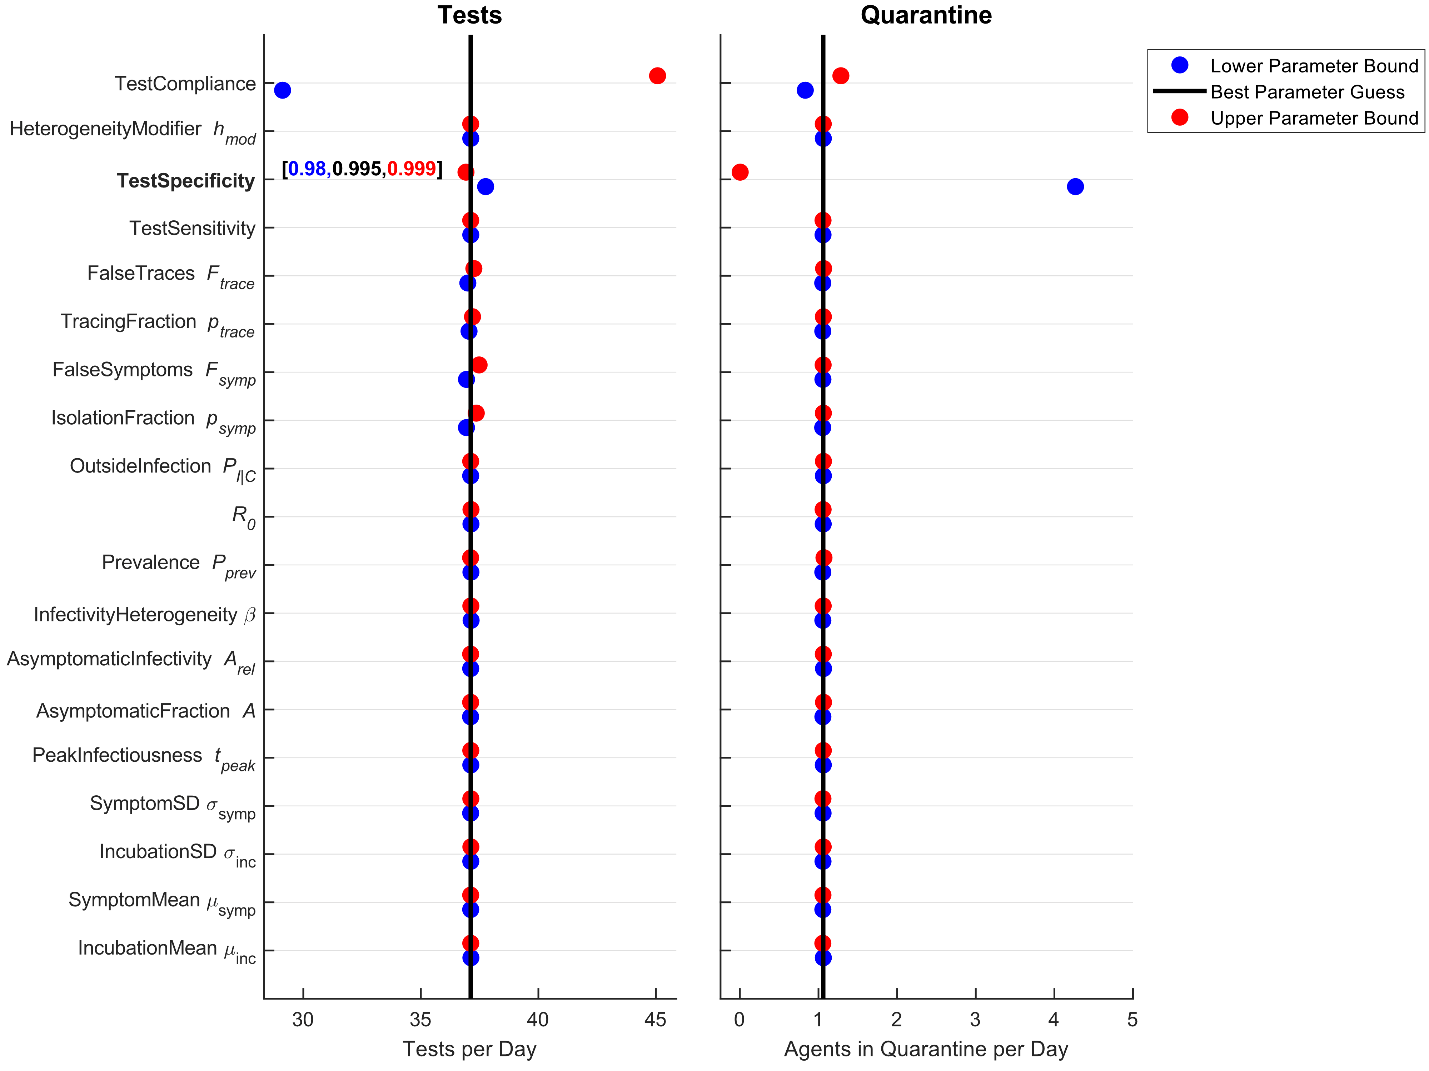 Tests
Quarantine
Lower Parameter Bound
Best Parameter Guess
Upper Parameter Bound
TestCompliance
HeterogeneityModifier h_mod
[0.98,0.995,0.999]
TestSpecificity
TestSensitivity
FalseTraces F_trace
TracingFraction p_trace
FalseSymptoms F_symp
IsolationFraction p_symp
OutsideInfection P_I|C
R_0
Prevalence P_prev
InfectivityHeterogeneity β
AsymptomaticInfectivity A_rel
AsymptomaticFraction A
PeakInfectiousness t_peak
SymptomSD σ_symp
IncubationSD σ_inc
SymptomMean μ_symp
IncubationMean μ_inc
30 35 40 45
0 1 2 3 4 5
Tests per Day
Agents in Quarantine per Day